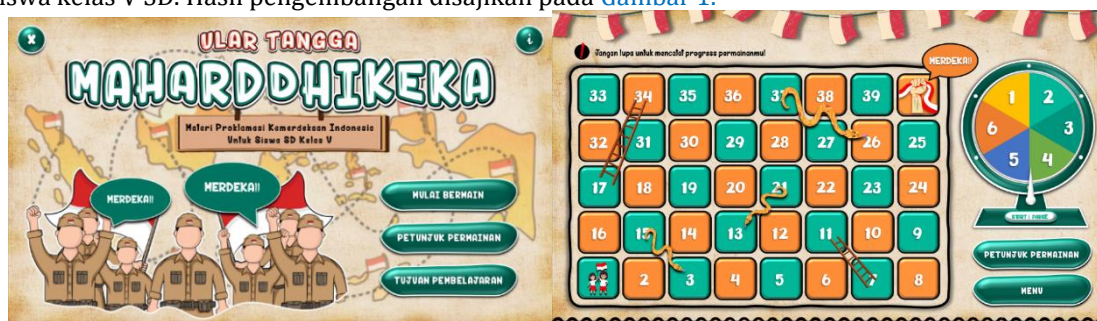 iswa kelas V SD. Hasil pengembangan disajikan pada Gambar 1.
x
i
ULAR TANGGA
MAHARDDHIKEKA
Materi Proklamasi Kemerdekaan Indonesia
Untuk Siswa SD Kelas V
MERDEKA!!
MERDEKA!!
MULAI BERMAIN
PETUNJUK PERMAINAN
TUJUAN PEMBELAJARAN
Jangan lupa untuk mencatat progress permainanmu!
MERDEKA!!
33 34 35 36 37 38 39
32 31 30 29 28 27 26 25
17 18 19 20 21 22 23 24
16 15 14 13 12 11 10 9
2 3 4 5 6 7 8
1 2 3 4 5 6
START | PAUSE
PETUNJUK PERMAINAN
MENU